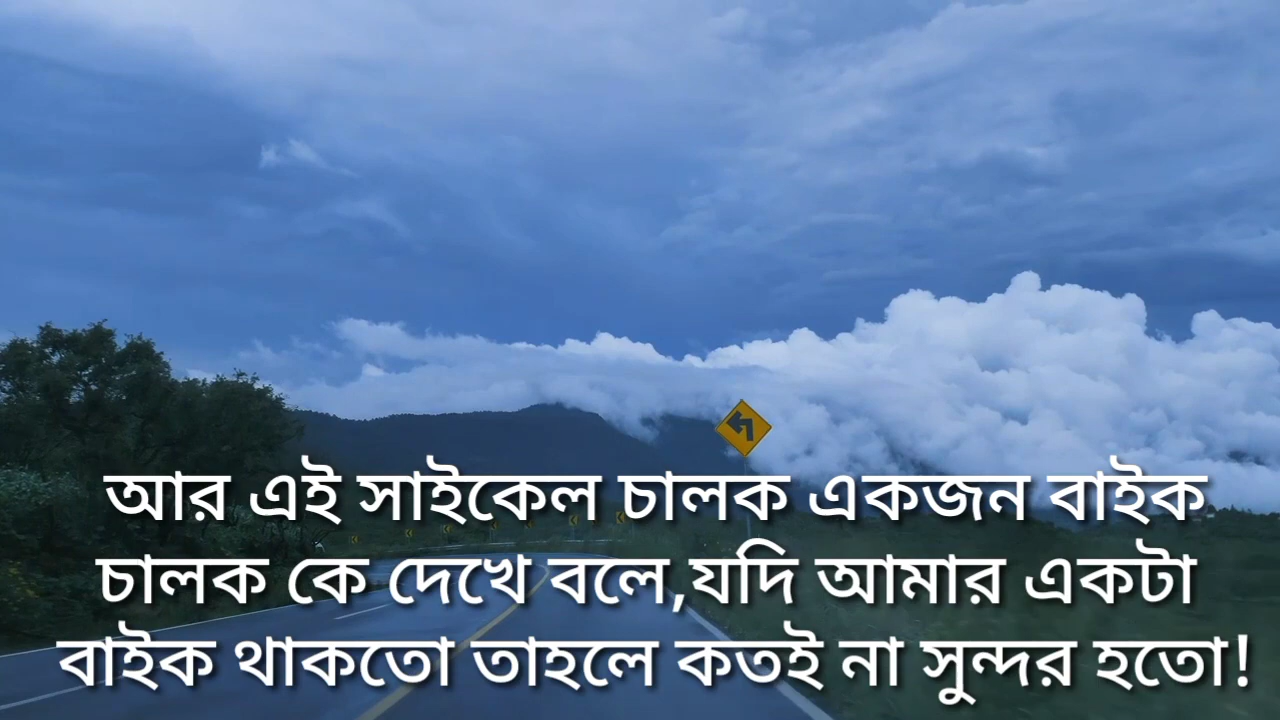 আর এই সাইকেল চালক একজন বাইক
চালক কে দেখে বলে,যদি আমার একটা
বাইক থাকতো তাহলে কতই না সুন্দর হতো!